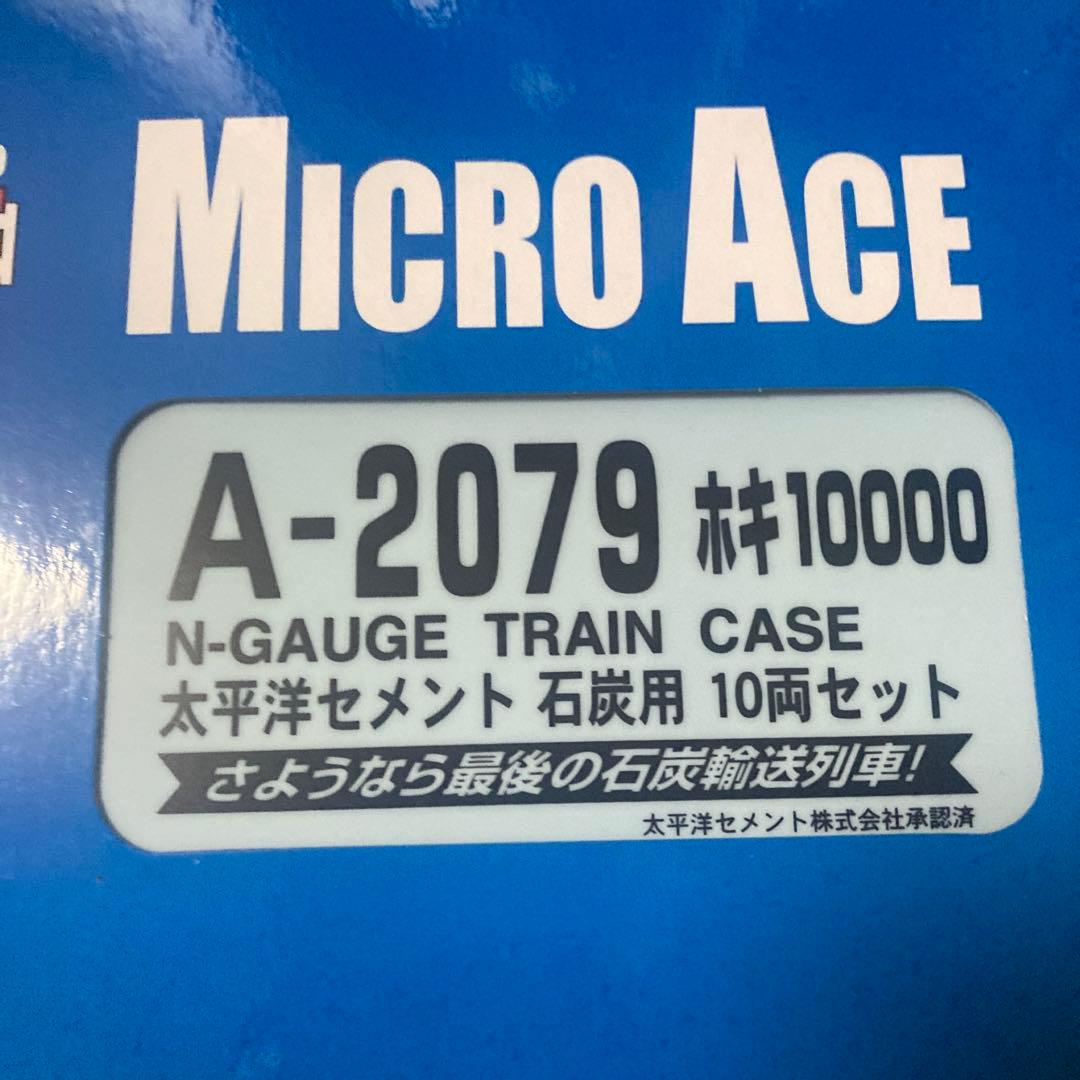 MICRO ACE
A-2079 ホキ10000
N-GAUGE TRAIN CASE
太平洋セメント 石炭用 10両セット
さようなら最後の石炭輸送列車!
太平洋セメント株式会社承認済